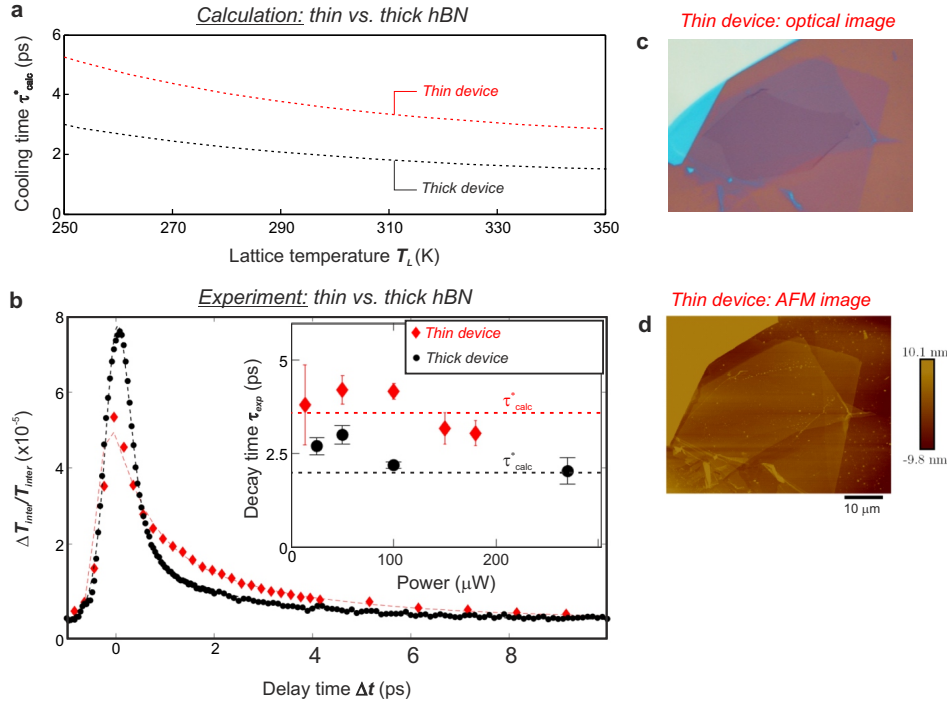 a
Calculation: thin vs. thick hBN
Cooling time τ*calc (ps)
6
4
2
0
Thin device
Thick device
250 270 290 310 330 350
Lattice temperature TL (K)
b
Experiment: thin vs. thick hBN
ΔTinter/Tinter (x10-5)
8
6
4
2
0
0 2 4 6 8
Delay time Δt (ps)
Thin device
Thick device
Decay time τexp (ps)
5
2.5
0
τ*calc
τ*calc
0 100 200
Power (μW)
Thin device: optical image
c
Thin device: AFM image
d
10.1 nm
-9.8 nm
10 μm